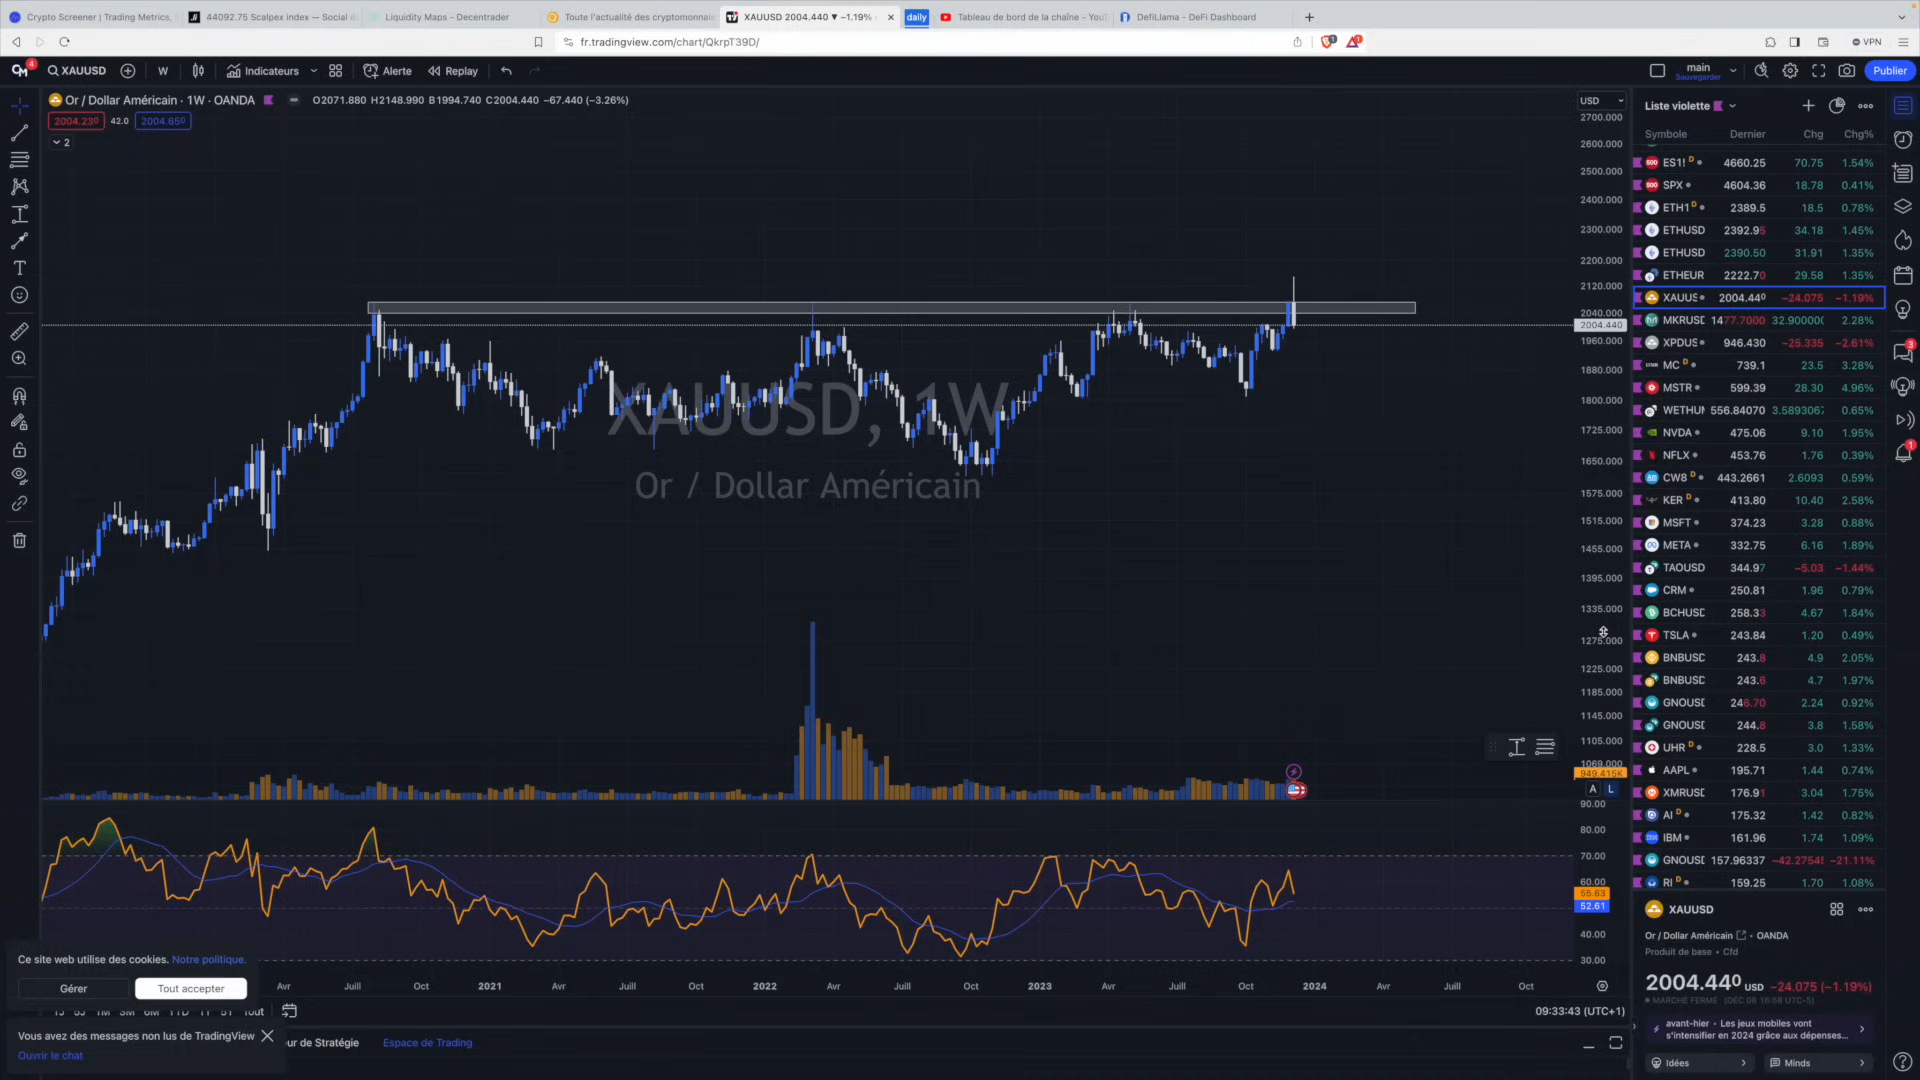 Crypto Screener | Trading Metrics,
44092.75 Scalpex index — Social
Liquidity Maps - Decentrader
Toute l'actualité des cryptomonnaie
XAUUSD 2004.440 ▼ −1.19%
daily
Tableau de bord de la chaîne - YouT
DefiLlama - DeFi Dashboard
fr.tradingview.com/chart/QkrpT39D/
VPN
XAUUSD
W
Indicateurs
Alerte
Replay
main
Sauvegarder
Publier
Or / Dollar Américain · 1W · OANDA
O2071.880 H2148.990 B1994.740 C2004.440 −67.440 (−3.26%)
2004.230
42.0
2004.650
2
USD
2700.000
2600.000
2500.000
2400.000
2300.000
2200.000
2120.000
2040.000
2004.440
1960.000
1880.000
1800.000
1725.000
1650.000
1575.000
1515.000
1455.000
1395.000
1335.000
1275.000
1225.000
1185.000
1145.000
1105.000
1069.000
949.415K
A L
90.00
80.00
70.00
60.00
55.63
52.61
40.00
30.00
XAUUSD, 1W
Or / Dollar Américain
Avr Juill Oct 2021 Avr Juill Oct 2022 Avr Juill Oct 2023 Avr Juill Oct 2024 Avr Juill Oct
09:33:43 (UTC+1)
Ce site web utilise des cookies. Notre politique.
Gérer
Tout accepter
Vous avez des messages non lus de TradingView
Ouvrir le chat
ur de Stratégie
Espace de Trading
Liste violette
Symbole Dernier Chg Chg%
ES1! D 4660.25 70.75 1.54%
SPX 4604.36 18.78 0.41%
ETH1 D 2389.5 18.5 0.78%
ETHUSD 2392.95 34.18 1.45%
ETHUSD 2390.50 31.91 1.35%
ETHEUR 2222.70 29.58 1.35%
XAUUS 2004.440 −24.075 −1.19%
MKRUSD 1477.7000 32.900000 2.28%
XPDUS 946.430 −25.335 −2.61%
MC D 739.1 23.5 3.28%
MSTR 599.39 28.30 4.96%
WETHU 556.84070 3.589306 0.65%
NVDA 475.06 9.10 1.95%
NFLX 453.76 1.76 0.39%
CW8 D 443.2661 2.6093 0.59%
KER D 413.80 10.40 2.58%
MSFT 374.23 3.28 0.88%
META 332.75 6.16 1.89%
TAOUSD 344.97 −5.03 −1.44%
CRM 250.81 1.96 0.79%
BCHUSD 258.33 4.67 1.84%
TSLA 243.84 1.20 0.49%
BNBUSD 243.8 4.9 2.05%
BNBUSD 243.6 4.7 1.97%
GNOUSD 246.70 2.24 0.92%
GNOUSD 244.8 3.8 1.58%
UHR D 228.5 3.0 1.33%
AAPL 195.71 1.44 0.74%
XMRUSD 176.91 3.04 1.75%
AI D 175.32 1.42 0.82%
IBM 161.96 1.74 1.09%
GNOUSD 157.96337 −42.2754 −21.11%
RI D 159.25 1.70 1.08%
XAUUSD
Or / Dollar Américain · OANDA
Produit de base · Cfd
2004.440 USD −24.075 (−1.19%)
MARCHÉ FERMÉ (DÉC 08 16:58 UTC-5)
avant-hier · Les jeux mobiles vont
s'intensifier en 2024 grâce aux dépenses...
Idées
Minds